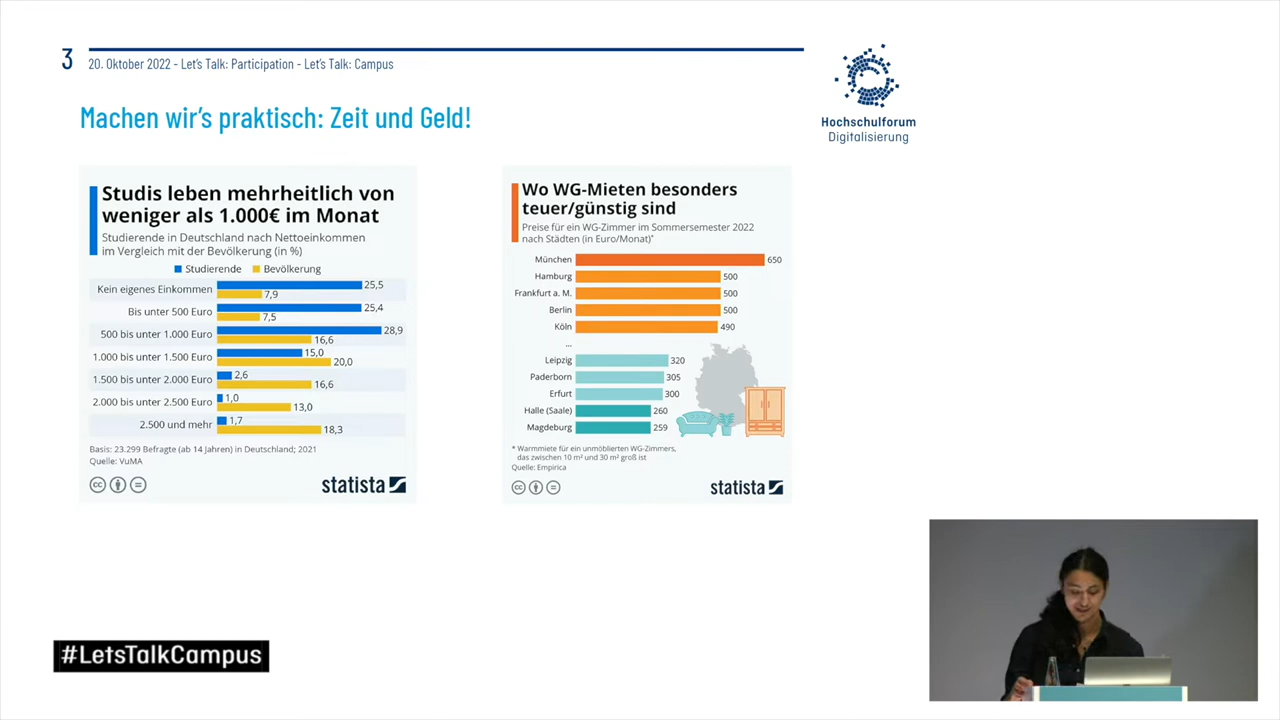 3
20. Oktober 2022 - Let's Talk: Participation - Let's Talk: Campus
Hochschulforum
Digitalisierung
Machen wir's praktisch: Zeit und Geld!
Studis leben mehrheitlich von
weniger als 1.000€ im Monat
Studierende in Deutschland nach Nettoeinkommen
im Vergleich mit der Bevölkerung (in %)
Studierende Bevölkerung
Kein eigenes Einkommen 25,5
7,9
Bis unter 500 Euro 25,4
7,5
500 bis unter 1.000 Euro 28,9
16,6
1.000 bis unter 1.500 Euro 15,0
20,0
1.500 bis unter 2.000 Euro 2,6
16,6
2.000 bis unter 2.500 Euro 1,0
13,0
2.500 und mehr 1,7
18,3
Basis: 23.299 Befragte (ab 14 Jahren) in Deutschland; 2021
Quelle: VuMA
cc
statista
Wo WG-Mieten besonders
teuer/günstig sind
Preise für ein WG-Zimmer im Sommersemester 2022
nach Städten (in Euro/Monat)*
München 650
Hamburg 500
Frankfurt a. M. 500
Berlin 500
Köln 490
...
Leipzig 320
Paderborn 305
Erfurt 300
Halle (Saale) 260
Magdeburg 259
* Warmmiete für ein unmöblierten WG-Zimmers,
das zwischen 10 m² und 30 m² groß ist
Quelle: Empirica
cc
statista
#LetsTalkCampus